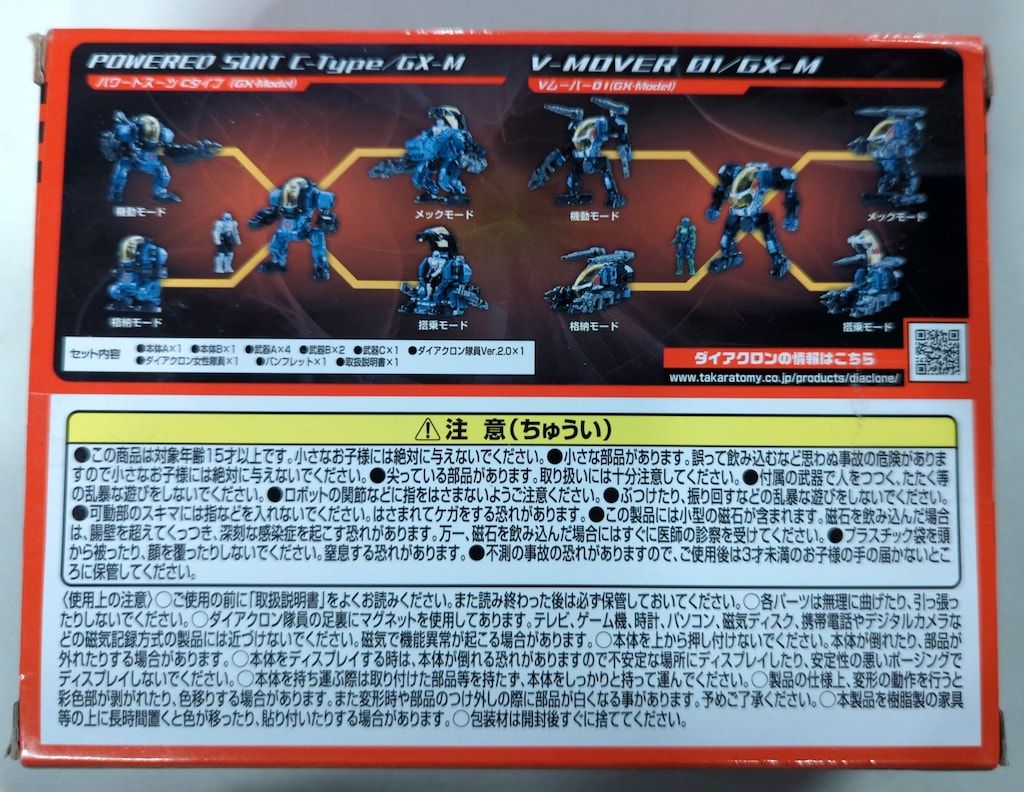 POWERED SUIT C-Type/GX-M
パワードスーツ Cタイプ (GX-Model)
機動モード
メックモード
格納モード
搭乗モード
V-MOVER 01/GX-M
Vムーバー01(GX-Model)
機動モード
メックモード
格納モード
搭乗モード
セット内容 ●本体A×1 ●本体B×1 ●武器A×4 ●武器B×2 ●武器C×1 ●ダイアクロン隊員Ver.2.0×1
●ダイアクロン女性隊員×1 ●パンフレット×1 ●取扱説明書×1
ダイアクロンの情報はこちら
www.takaratomy.co.jp/products/diaclone/
⚠注 意(ちゅうい)
●この商品は対象年齢15才以上です。小さなお子様には絶対に与えないでください。●小さな部品があります。誤って飲み込むなど思わぬ事故の危険があり
ますので小さなお子様には絶対に与えないでください。●尖っている部品があります。取り扱いには十分注意してください。●付属の武器で人をつつく、たたく等
の乱暴な遊びをしないでください。●ロボットの関節などに指をはさまないようご注意ください。●ぶつけたり、振り回すなどの乱暴な遊びをしないでください。
●可動部のスキマには指などを入れないでください。はさまれてケガをする恐れがあります。●この製品には小型の磁石が含まれます。磁石を飲み込んだ場合
は、腸壁を超えてくっつき、深刻な感染症を起こす恐れがあります。万一、磁石を飲み込んだ場合にはすぐに医師の診察を受けてください。●プラスチック袋を頭
から被ったり、顔を覆ったりしないでください。窒息する恐れがあります。●不測の事故の恐れがありますので、ご使用後は3才未満のお子様の手の届かないとこ
ろに保管してください。
〈使用上の注意〉○ご使用の前に「取扱説明書」をよくお読みください。また読み終わった後は必ず保管しておいてください。○各パーツは無理に曲げたり、引っ張っ
たりしないでください。○ダイアクロン隊員の足裏にマグネットを使用してあります。テレビ、ゲーム機、時計、パソコン、磁気ディスク、携帯電話やデジタルカメラな
どの磁気記録方式の製品には近づけないでください。磁気で機能異常が起こる場合があります。○本体を上から押し付けないでください。本体が倒れたり、部品が
外れたりする場合があります。○本体をディスプレイする時は、本体が倒れる恐れがありますので不安定な場所にディスプレイしたり、安定性の悪いポージングで
ディスプレイしないでください。○本体を持ち運ぶ際は取り付けた部品等を持たず、本体をしっかりと持って運んでください。○製品の仕様上、変形の動作を行うと
彩色部が剥がれたり、色移りする場合があります。また変形時や部品のつけ外しの際に部品が白くなる事があります。予めご了承ください。○本製品を樹脂製の家具
等の上に長時間置くと色が移ったり、貼り付いたりする場合があります。○包装材は開封後すぐに捨ててください。